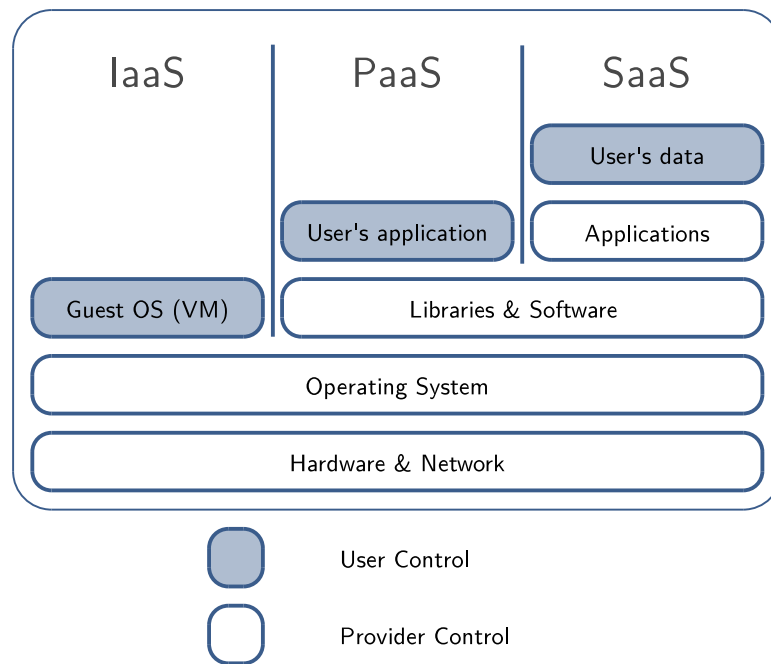 IaaS
PaaS
SaaS
User's data
User's application
Applications
Guest OS (VM)
Libraries & Software
Operating System
Hardware & Network
User Control
Provider Control